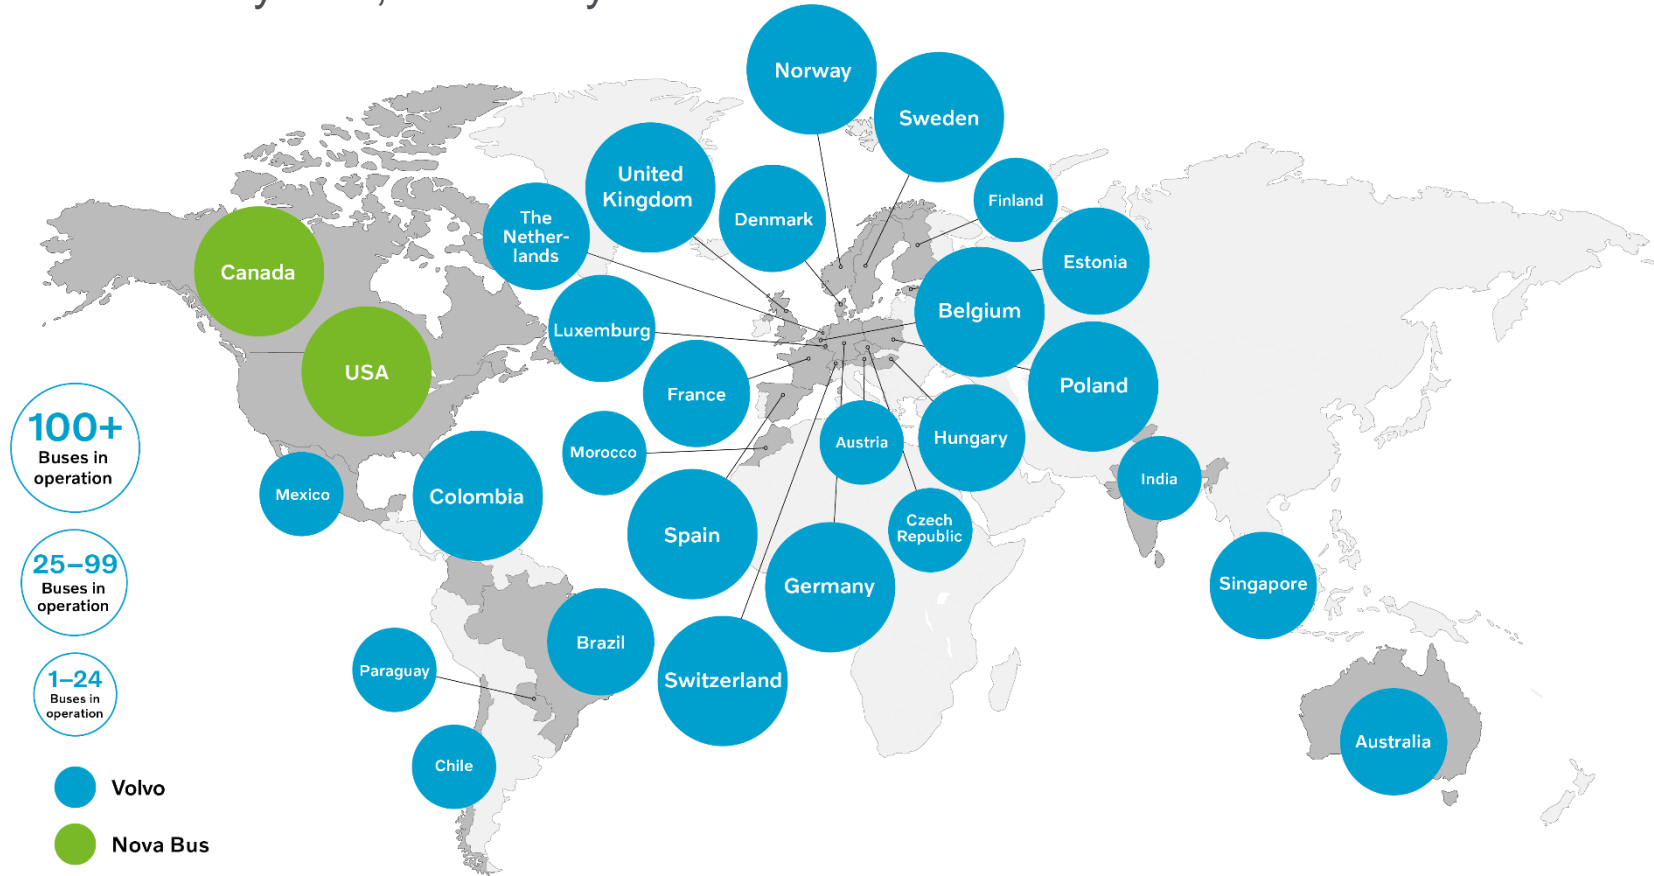 Norway
Sweden
United
Kingdom
Denmark
Finland
The
Nether-
lands
Estonia
Canada
Belgium
Luxemburg
USA
Poland
France
100+
Buses in
operation
Austria
Hungary
Morocco
India
Mexico
Colombia
Spain
Czech
Republic
25–99
Buses in
operation
Germany
Singapore
Brazil
Paraguay
Switzerland
1–24
Buses in
operation
Australia
Chile
Volvo
Nova Bus